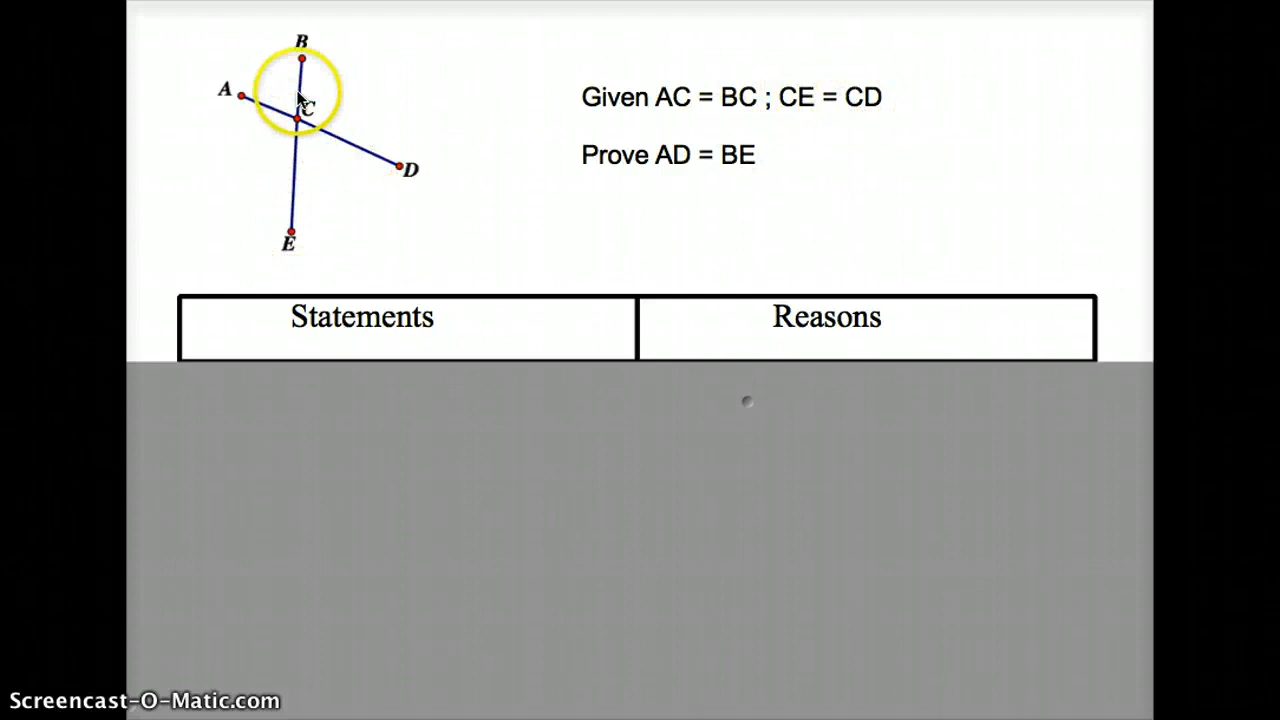 B
A
C
Given AC = BC ; CE = CD
Prove AD = BE
D
E
Statements Reasons
Screencast-O-Matic.com